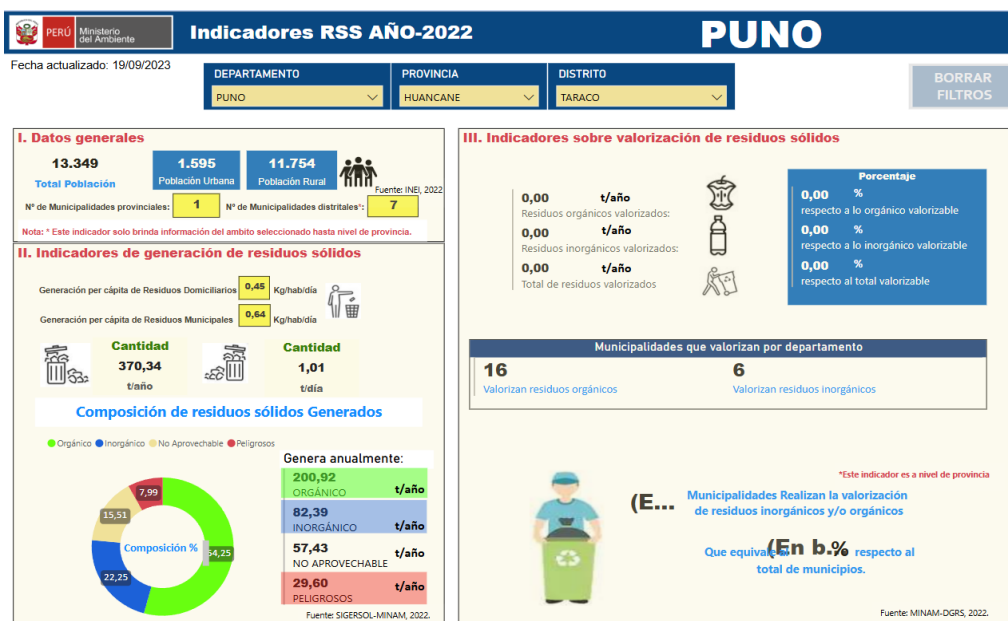 PERÚ Ministerio del Ambiente
Indicadores RSS AÑO-2022
PUNO
Fecha actualizado: 19/09/2023
DEPARTAMENTO
PUNO
PROVINCIA
HUANCANE
DISTRITO
TARACO
BORRAR
FILTROS
I. Datos generales
13.349
Total Población
1.595
Población Urbana
11.754
Población Rural
Fuente: INEI, 2022
Nº de Municipalidades provinciales: 1
Nº de Municipalidades distritales*: 7
Nota: * Este indicador solo brinda información del ambito seleccionado hasta nivel de provincia.
II. Indicadores de generación de residuos sólidos
Generación per cápita de Residuos Domiciliarios 0,45 Kg/hab/día
Generación per cápita de Residuos Municipales 0,64 Kg/hab/día
Cantidad
370,34
t/año
Cantidad
1,01
t/día
Composición de residuos sólidos Generados
Orgánico Inorgánico No Aprovechable Peligrosos
7,99
15,51
22,25
54,25
Composición %
Genera anualmente:
200,92
ORGÁNICO t/año
82,39
INORGÁNICO t/año
57,43 t/año
NO APROVECHABLE
29,60 t/año
PELIGROSOS
Fuente: SIGERSOL-MINAM, 2022.
III. Indicadores sobre valorización de residuos sólidos
0,00 t/año
Residuos orgánicos valorizados:
0,00 t/año
Residuos inorgánicos valorizados:
0,00 t/año
Total de residuos valorizados
Porcentaje
0,00 %
respecto a lo orgánico valorizable
0,00 %
respecto a lo inorgánico valorizable
0,00 %
respecto al total valorizable
Municipalidades que valorizan por departamento
16
Valorizan residuos orgánicos
6
Valorizan residuos inorgánicos
*Este indicador es a nivel de provincia
(E... Municipalidades Realizan la valorización
de residuos inorgánicos y/o orgánicos
Que equivale (En b.% respecto al
total de municipios.
Fuente: MINAM-DGRS, 2022.